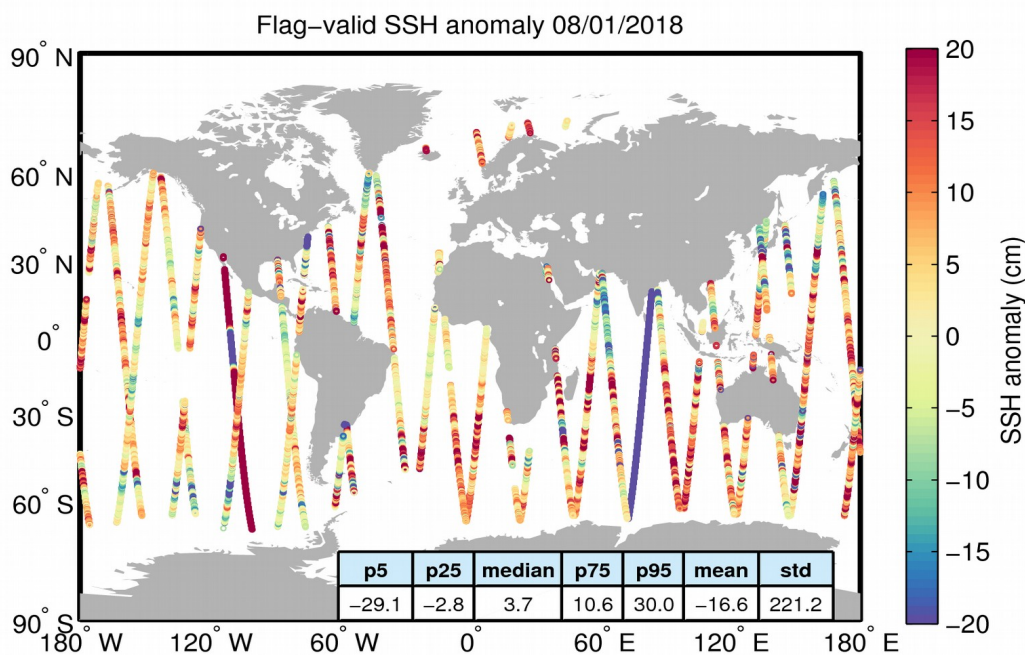 Flag−valid SSH anomaly 08/01/2018
90° N
60° N
30° N
0°
30° S
60° S
90° S
180° W
120° W
60° W
0°
60° E
120° E
180° E
p5 p25 median p75 p95 mean std
−29.1 −2.8 3.7 10.6 30.0 −16.6 221.2
20
15
10
5
0
−5
−10
−15
−20
SSH anomaly (cm)